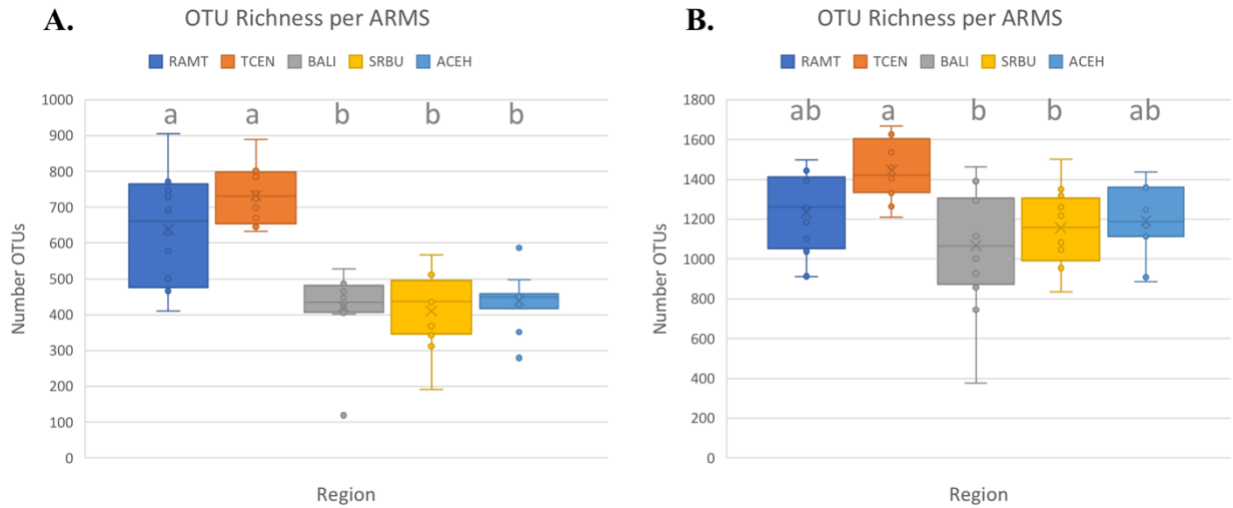 A.
OTU Richness per ARMS
RAMT TCEN BALI SRBU ACEH
1000
900
800
700
600
500
400
300
200
100
0
a a b b b
Number OTUs
Region
B.
OTU Richness per ARMS
RAMT TCEN BALI SRBU ACEH
1800
1600
1400
1200
1000
800
600
400
200
0
ab a b b ab
Number OTUs
Region